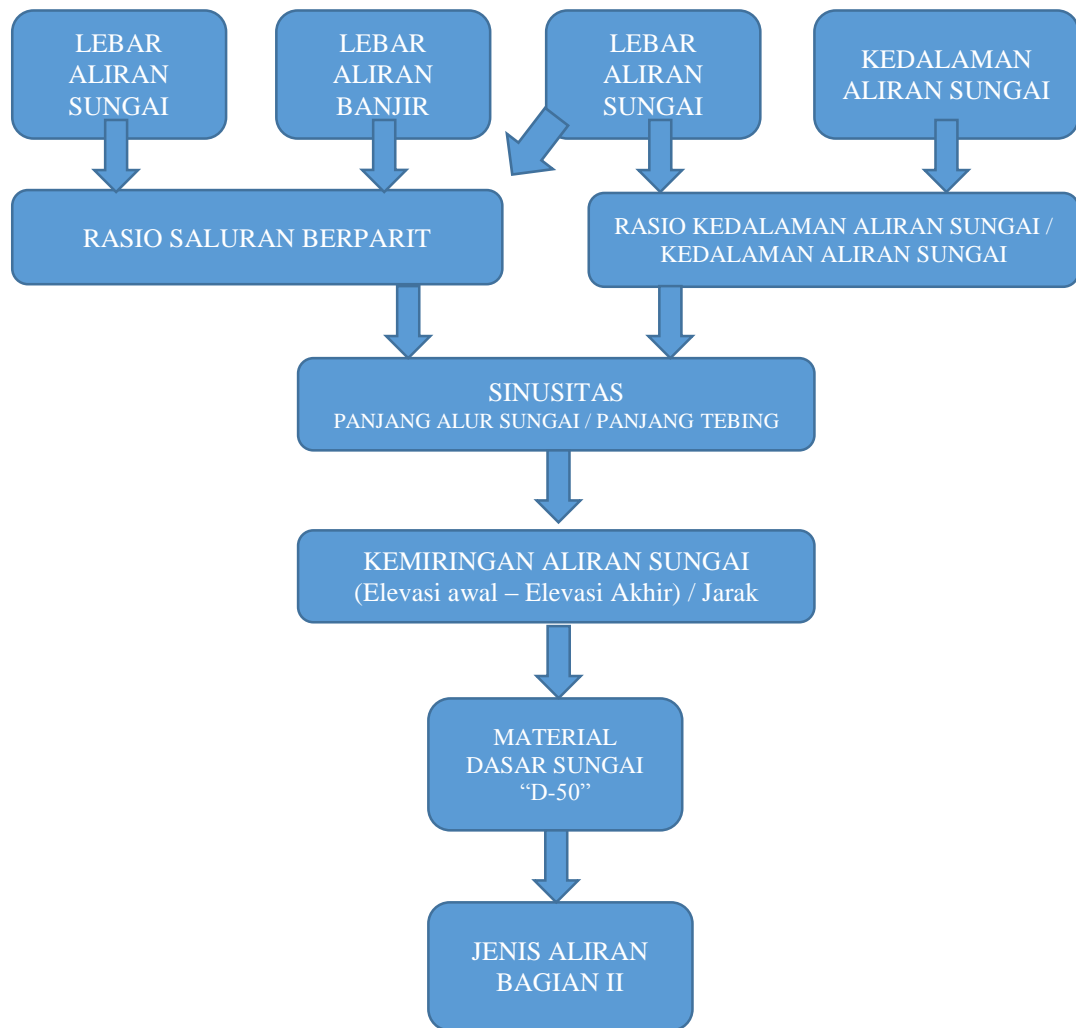 LEBAR
ALIRAN
SUNGAI
LEBAR
ALIRAN
BANJIR
LEBAR
ALIRAN
SUNGAI
KEDALAMAN
ALIRAN SUNGAI
RASIO SALURAN BERPARIT
RASIO KEDALAMAN ALIRAN SUNGAI /
KEDALAMAN ALIRAN SUNGAI
SINUSITAS
PANJANG ALUR SUNGAI / PANJANG TEBING
KEMIRINGAN ALIRAN SUNGAI
(Elevasi awal – Elevasi Akhir) / Jarak
MATERIAL
DASAR SUNGAI
“D-50”
JENIS ALIRAN
BAGIAN II